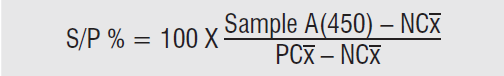 S/P % = 100 X Sample A(450) – NCx̅
PCx̅ – NCx̅